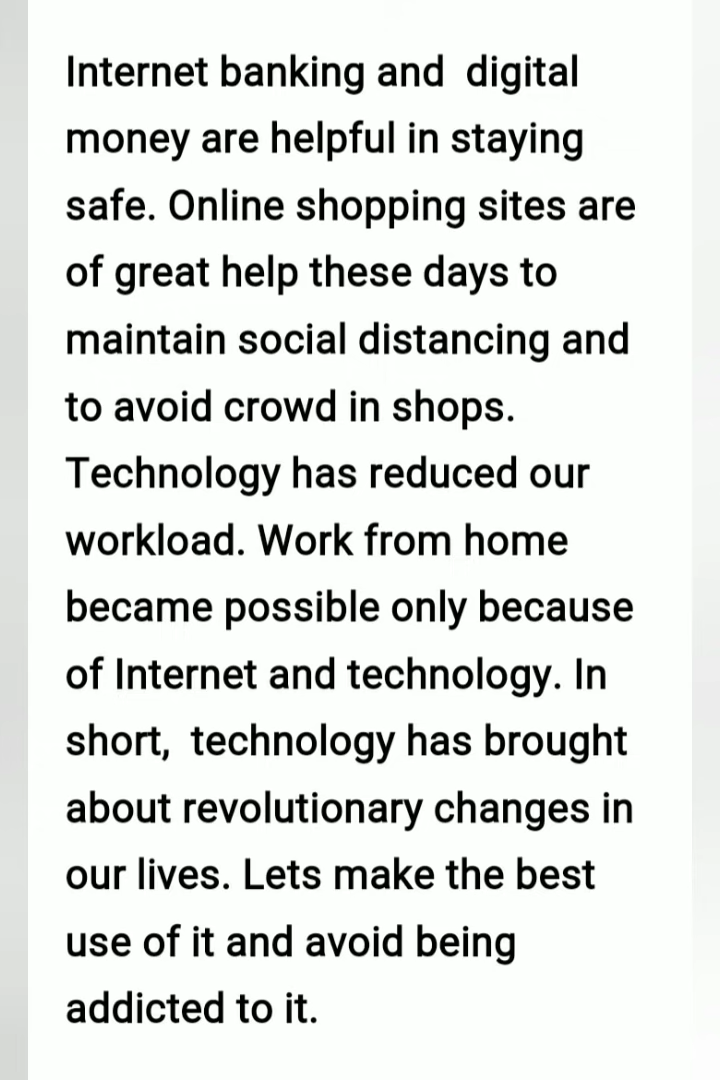 Internet banking and  digital
money are helpful in staying
safe. Online shopping sites are
of great help these days to
maintain social distancing and
to avoid crowd in shops.
Technology has reduced our
workload. Work from home
became possible only because
of Internet and technology. In
short,  technology has brought
about revolutionary changes in
our lives. Lets make the best
use of it and avoid being
addicted to it.